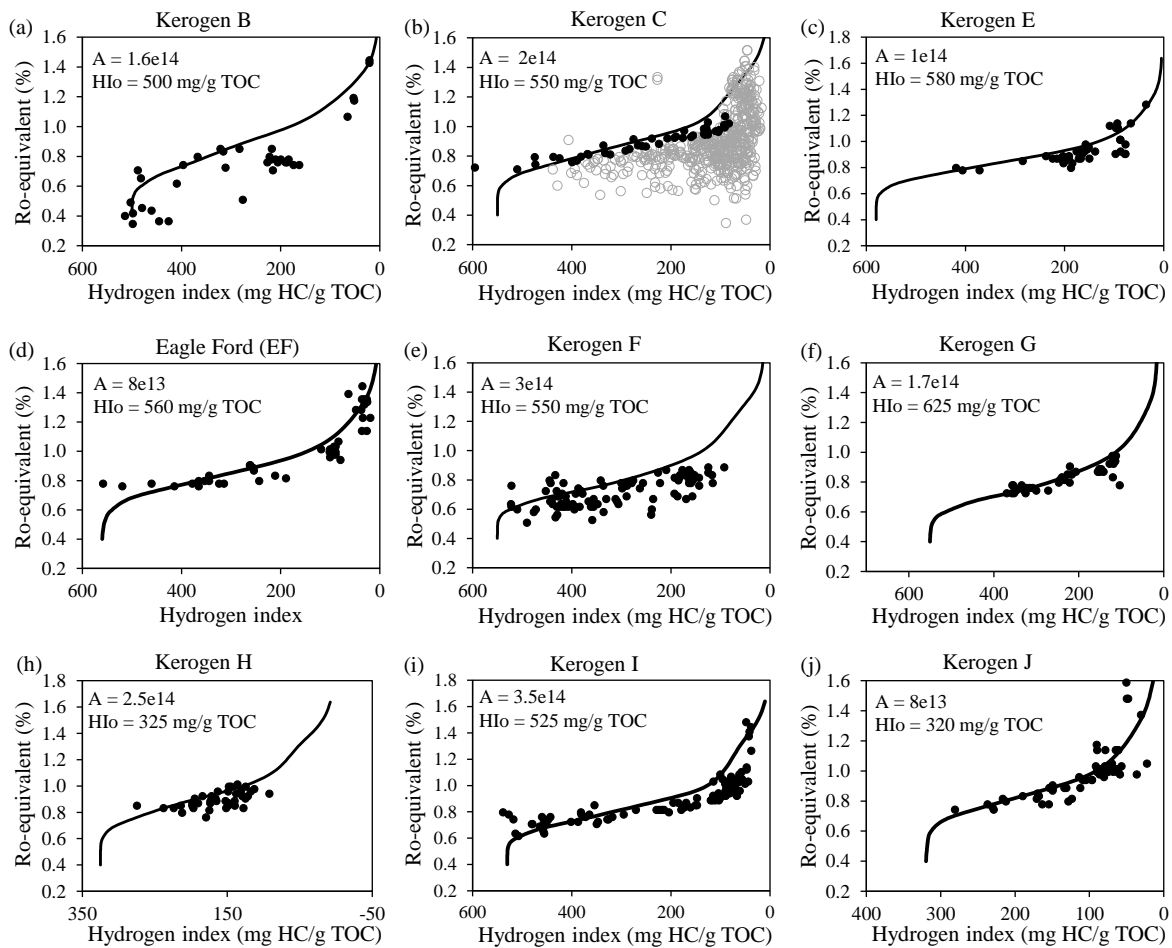 (a) Kerogen B
1.6
1.4
1.2
1.0
0.8
0.6
0.4
0.2
Ro-equivalent (%)
A = 1.6e14
HIo = 500 mg/g TOC
600 400 200 0
Hydrogen index (mg HC/g TOC)
(b) Kerogen C
1.6
1.4
1.2
1.0
0.8
0.6
0.4
0.2
Ro-equivalent (%)
A = 2e14
HIo = 550 mg/g TOC
600 400 200 0
Hydrogen index (mg HC/g TOC)
(c) Kerogen E
1.6
1.4
1.2
1.0
0.8
0.6
0.4
0.2
Ro-equivalent (%)
A = 1e14
HIo = 580 mg/g TOC
600 400 200 0
Hydrogen index (mg HC/g TOC)
(d) Eagle Ford (EF)
1.6
1.4
1.2
1.0
0.8
0.6
0.4
0.2
Ro-equivalent (%)
A = 8e13
HIo = 560 mg/g TOC
600 400 200 0
Hydrogen index
(e) Kerogen F
1.6
1.4
1.2
1.0
0.8
0.6
0.4
0.2
Ro-equivalent (%)
A = 3e14
HIo = 550 mg/g TOC
600 400 200 0
Hydrogen index (mg HC/g TOC)
(f) Kerogen G
1.6
1.4
1.2
1.0
0.8
0.6
0.4
0.2
Ro-equivalent (%)
A = 1.7e14
HIo = 625 mg/g TOC
600 400 200 0
Hydrogen index (mg HC/g TOC)
(h) Kerogen H
1.8
1.6
1.4
1.2
1.0
0.8
0.6
0.4
0.2
Ro-equivalent (%)
A = 2.5e14
HIo = 325 mg/g TOC
350 150 -50
Hydrogen index (mg HC/g TOC)
(i) Kerogen I
1.8
1.6
1.4
1.2
1.0
0.8
0.6
0.4
0.2
Ro-equivalent (%)
A = 3.5e14
HIo = 525 mg/g TOC
600 400 200 0
Hydrogen index (mg HC/g TOC)
(j) Kerogen J
1.6
1.4
1.2
1.0
0.8
0.6
0.4
0.2
Ro-equivalent (%)
A = 8e13
HIo = 320 mg/g TOC
400 300 200 100 0
Hydrogen index (mg HC/g TOC)